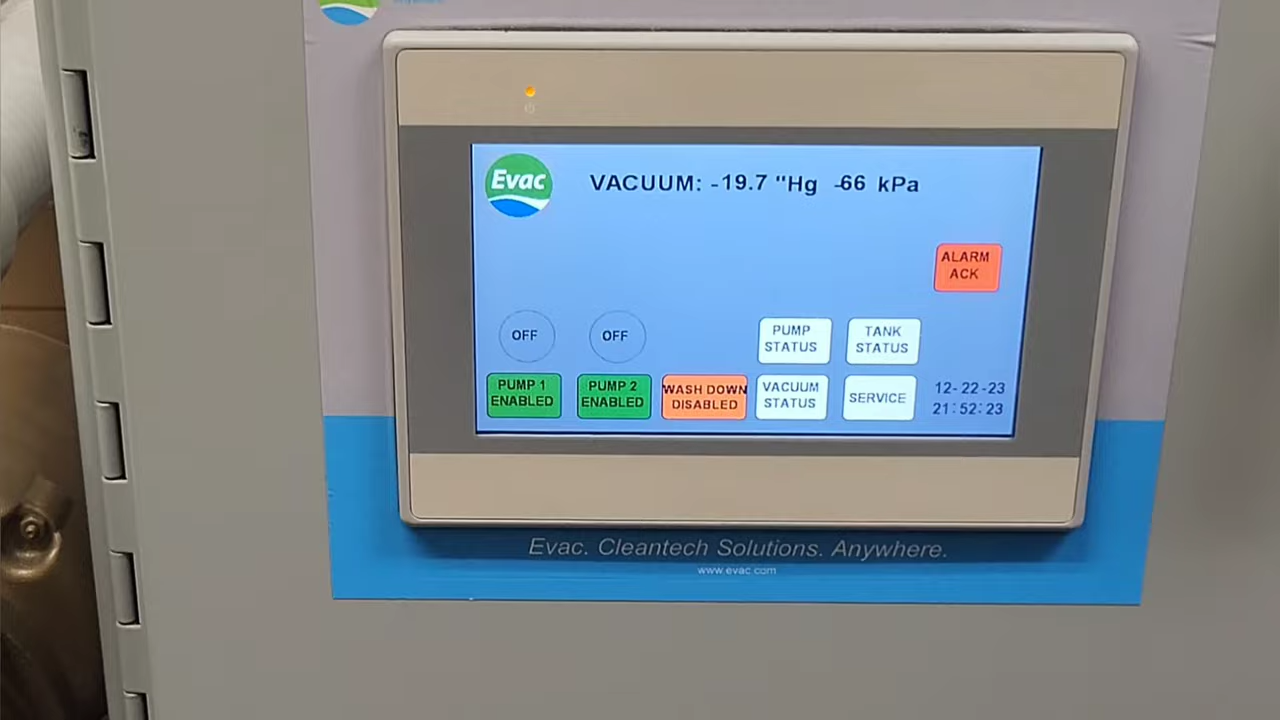 Evac
VACUUM: -19.7 "Hg -66 kPa
ALARM
ACK
OFF
OFF
PUMP
STATUS
TANK
STATUS
PUMP 1
ENABLED
PUMP 2
ENABLED
WASH DOWN
DISABLED
VACUUM
STATUS
SERVICE
12-22-23
21:52:23
Evac. Cleantech Solutions. Anywhere.
www.evac.com